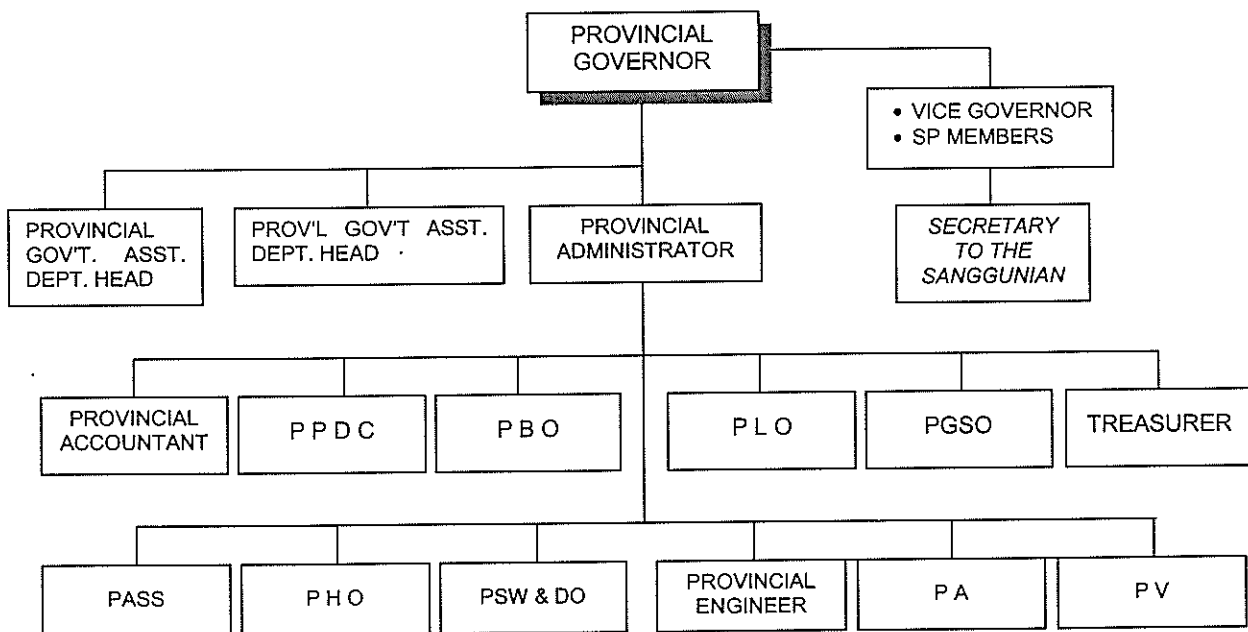 PROVINCIAL
GOVERNOR
• VICE GOVERNOR
• SP MEMBERS
PROVINCIAL
GOV'T. ASST.
DEPT. HEAD
PROV'L GOV'T ASST.
DEPT. HEAD
PROVINCIAL
ADMINISTRATOR
SECRETARY
TO THE
SANGGUNIAN
PROVINCIAL
ACCOUNTANT
P P D C
P B O
P L O
PGSO
TREASURER
PASS
P H O
PSW & DO
PROVINCIAL
ENGINEER
P A
P V